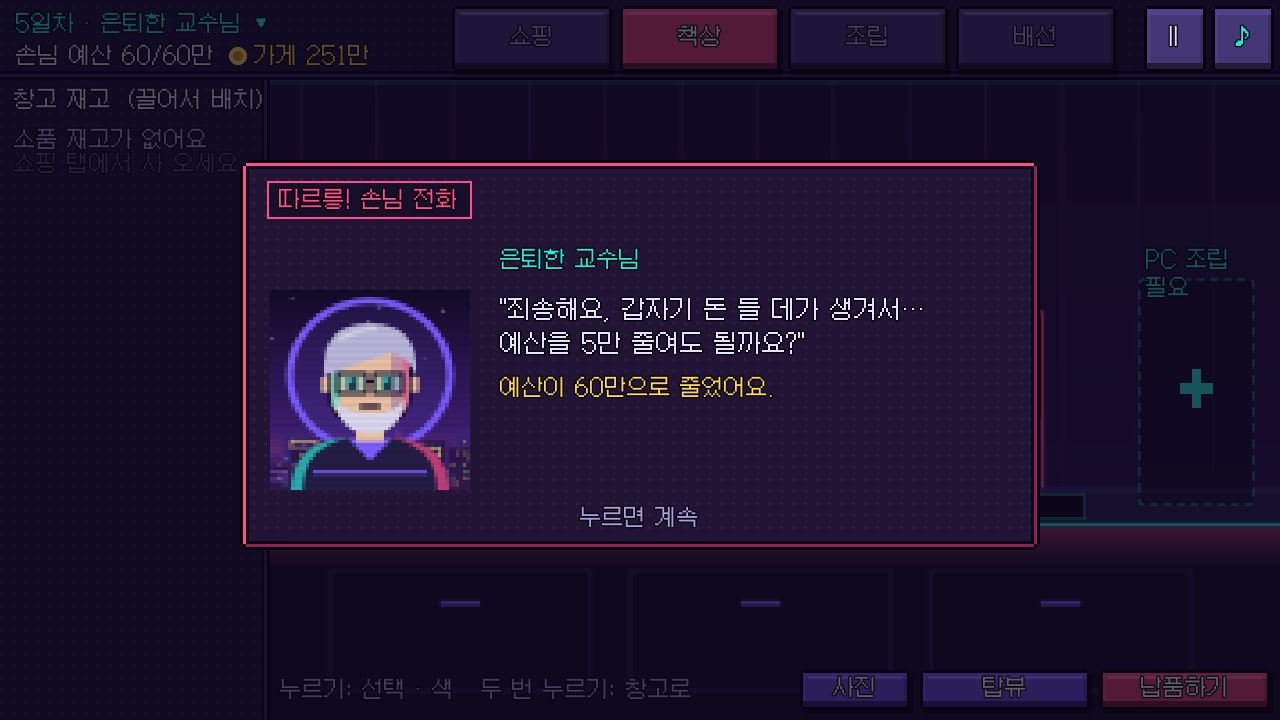 5일차 · 은퇴한 교수님 ▼
손님 예산 60/60만 가게 251만
쇼핑
책상
조립
배선
창고 재고 (끌어서 배치)
소품 재고가 없어요
쇼핑 탭에서 사 오세요
따르릉! 손님 전화
은퇴한 교수님
"죄송해요, 갑자기 돈 들 데가 생겨서…
예산을 5만 줄여도 될까요?"
예산이 60만으로 줄었어요.
누르면 계속
PC 조립
필요
누르기: 선택 · 색 두 번 누르기: 창고로
사진
탑뷰
납품하기